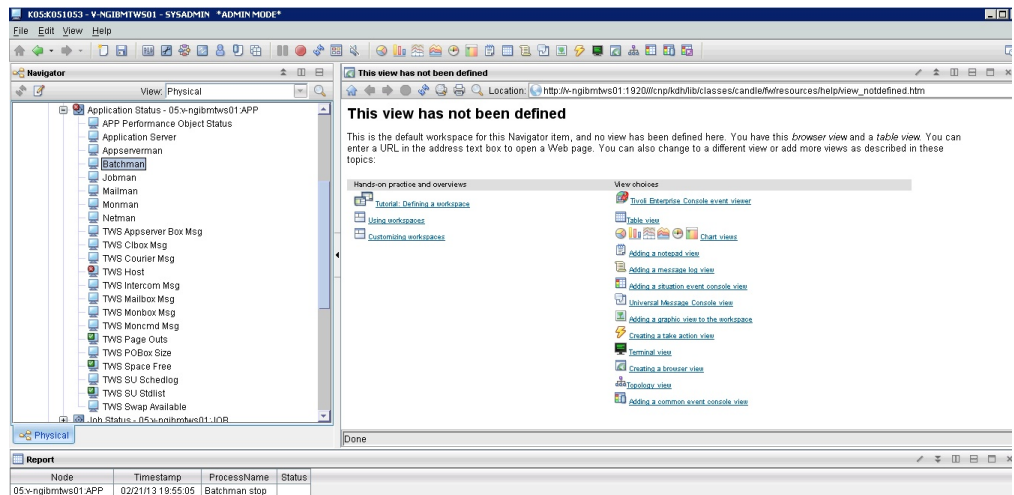 K05:K051053 - V-NGIBMTWS01 - SYSADMIN *ADMIN MODE*
File Edit View Help
Navigator
View: Physical
Application Status - 05:v-ngibmtws01:APP
APP Performance Object Status
Application Server
Appserverman
Batchman
Jobman
Mailman
Monman
Netman
TWS Appserver Box Msg
TWS Clbox Msg
TWS Courier Msg
TWS Host
TWS Intercom Msg
TWS Mailbox Msg
TWS Monbox Msg
TWS Moncmd Msg
TWS Page Outs
TWS POBox Size
TWS Space Free
TWS SU Schedlog
TWS SU Stdlist
TWS Swap Available
Job Status - 05:v-ngibmtws01:JOB
Physical
This view has not been defined
Location: http://v-ngibmtws01:1920///cnp/kdh/lib/classes/candle/fw/resources/help/view_notdefined.htm
This view has not been defined
This is the default workspace for this Navigator item, and no view has been defined here. You have this browser view and a table view. You can
enter a URL in the address text box to open a Web page. You can also change to a different view or add more views as described in these
topics:
Hands-on practice and overviews
Tutorial: Defining a workspace
Using workspaces
Customizing workspaces
View choices
Tivoli Enterprise Console event viewer
Table view
Chart views
Adding a notepad view
Adding a message log view
Adding a situation event console view
Universal Message Console view
Adding a graphic view to the workspace
Creating a take action view
Terminal view
Creating a browser view
Topology view
Adding a common event console view
Done
Report
Node Timestamp ProcessName Status
05:v-ngibmtws01:APP 02/21/13 19:55:05 Batchman stop